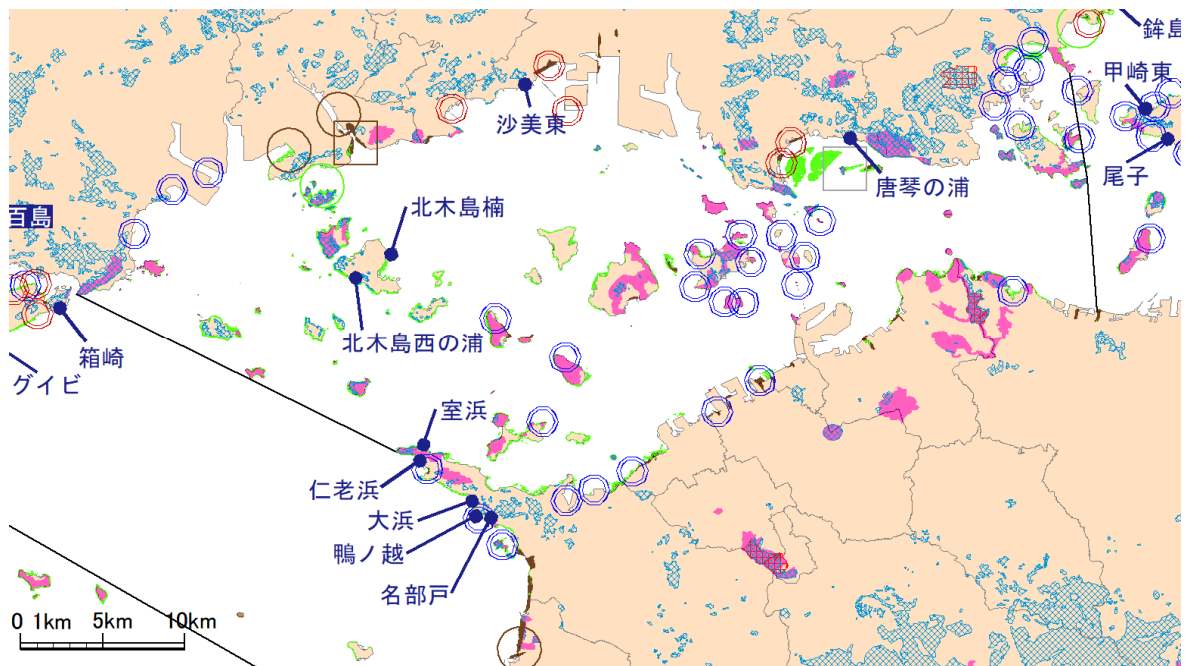 鉾島
甲崎東
沙美東
尾子
唐琴の浦
北木島楠
百島
北木島西の浦
箱崎
グイビ
室浜
仁老浜
大浜
鴨ノ越
名部戸
0 1km 5km 10km